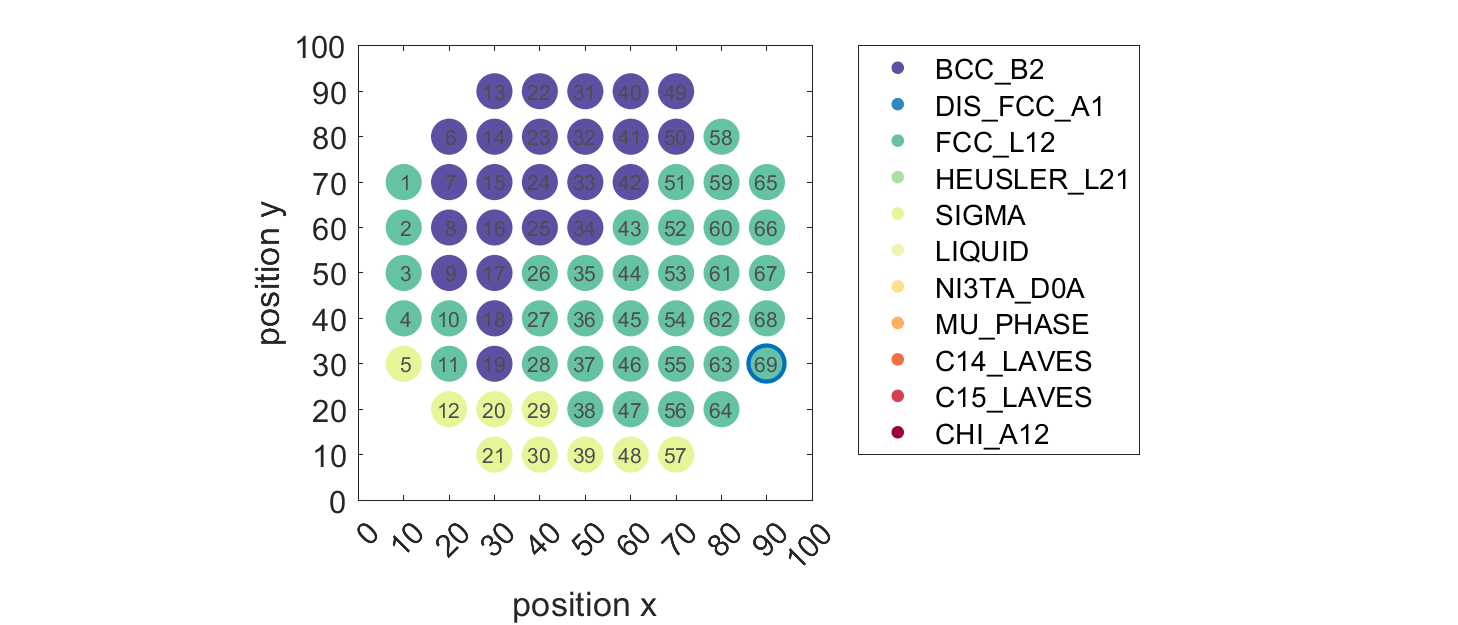 100
90
80
70
60
50
40
30
20
10
0
position y
13 22 31 40 49
6 14 23 32 41 50 58
1 7 15 24 33 42 51 59 65
2 8 16 25 34 43 52 60 66
3 9 17 26 35 44 53 61 67
4 10 18 27 36 45 54 62 68
5 11 19 28 37 46 55 63 69
12 20 29 38 47 56 64
21 30 39 48 57
0 10 20 30 40 50 60 70 80 90 100
position x
BCC_B2
DIS_FCC_A1
FCC_L12
HEUSLER_L21
SIGMA
LIQUID
NI3TA_D0A
MU_PHASE
C14_LAVES
C15_LAVES
CHI_A12